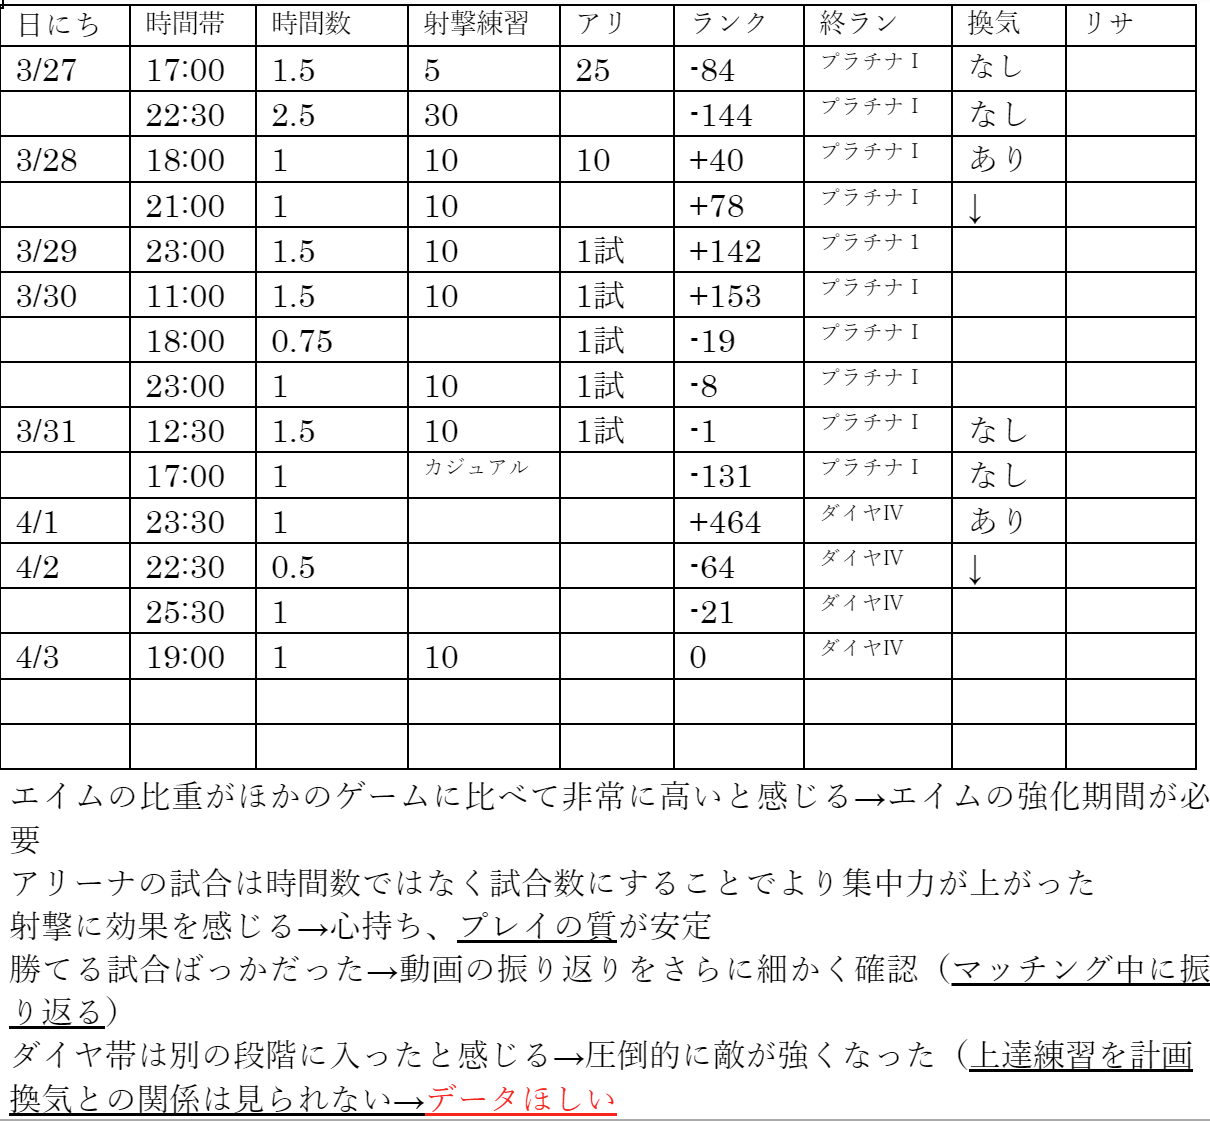 日にち 時間帯 時間数 射撃練習 アリ ランク 終ラン 換気 リサ
3/27 17:00 1.5 5 25 -84 プラチナⅠ なし
22:30 2.5 30 -144 プラチナⅠ なし
3/28 18:00 1 10 10 +40 プラチナⅠ あり
21:00 1 10 +78 プラチナⅠ ↓
3/29 23:00 1.5 10 1試 +142 プラチナ1
3/30 11:00 1.5 10 1試 +153 プラチナⅠ
18:00 0.75 1試 -19 プラチナⅠ
23:00 1 10 1試 -8 プラチナⅠ
3/31 12:30 1.5 10 1試 -1 プラチナⅠ なし
17:00 1 カジュアル -131 プラチナⅠ なし
4/1 23:30 1 +464 ダイヤⅣ あり
4/2 22:30 0.5 -64 ダイヤⅣ ↓
25:30 1 -21 ダイヤⅣ
4/3 19:00 1 10 0 ダイヤⅣ
エイムの比重がほかのゲームに比べて非常に高いと感じる→エイムの強化期間が必
要
アリーナの試合は時間数ではなく試合数にすることでより集中力が上がった
射撃に効果を感じる→心持ち、プレイの質が安定
勝てる試合ばっかだった→動画の振り返りをさらに細かく確認（マッチング中に振
り返る）
ダイヤ帯は別の段階に入ったと感じる→圧倒的に敵が強くなった（上達練習を計画
換気との関係は見られない→データほしい